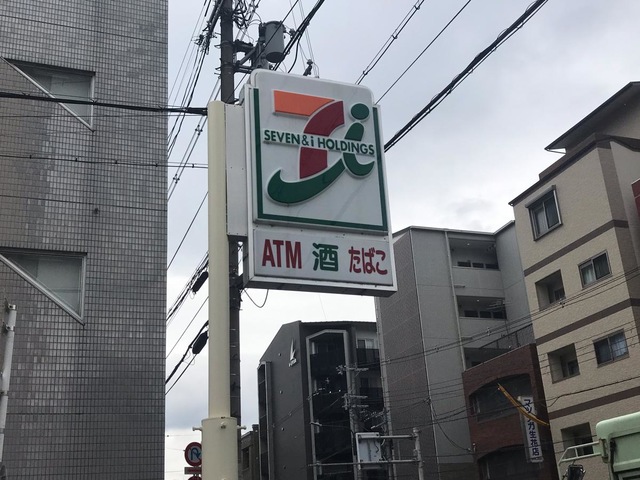 SEVEN & i HOLDINGS
ATM 酒 たばこ